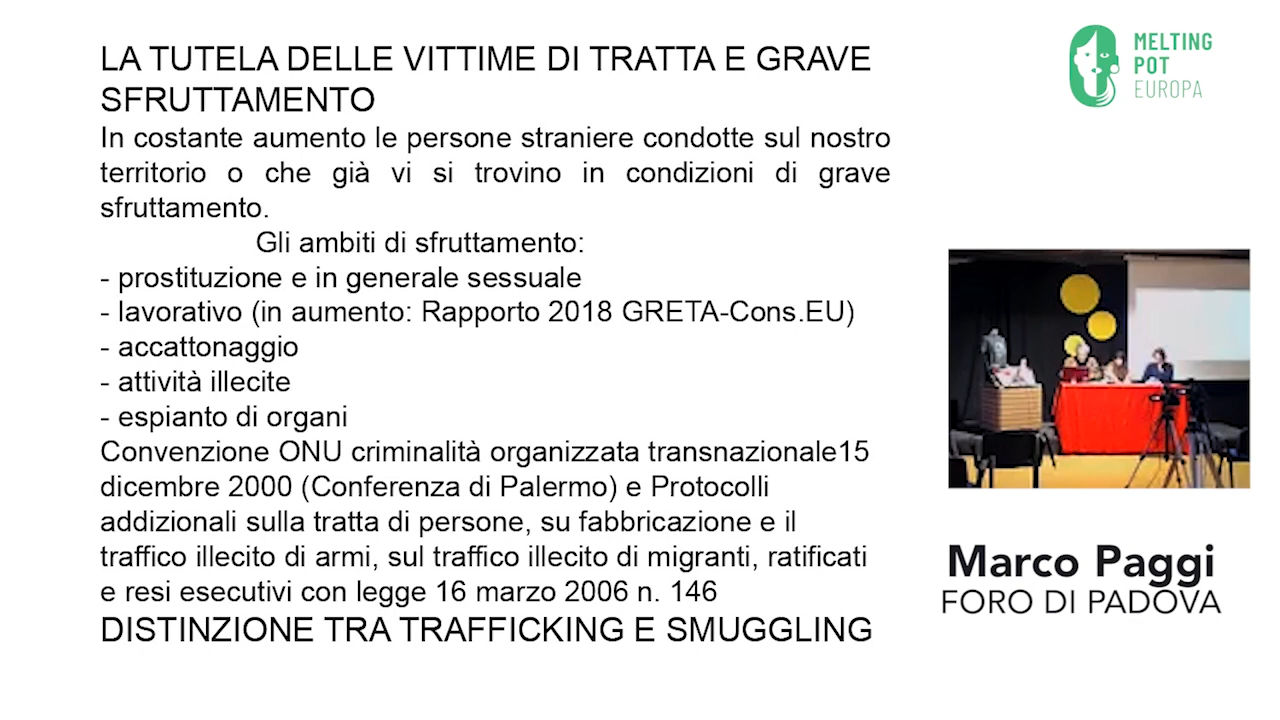 LA TUTELA DELLE VITTIME DI TRATTA E GRAVE
SFRUTTAMENTO
In costante aumento le persone straniere condotte sul nostro
territorio o che già vi si trovino in condizioni di grave
sfruttamento.
Gli ambiti di sfruttamento:
- prostituzione e in generale sessuale
- lavorativo (in aumento: Rapporto 2018 GRETA-Cons.EU)
- accattonaggio
- attività illecite
- espianto di organi
Convenzione ONU criminalità organizzata transnazionale15
dicembre 2000 (Conferenza di Palermo) e Protocolli
addizionali sulla tratta di persone, su fabbricazione e il
traffico illecito di armi, sul traffico illecito di migranti, ratificati
e resi esecutivi con legge 16 marzo 2006 n. 146
DISTINZIONE TRA TRAFFICKING E SMUGGLING
MELTING
POT
EUROPA
Marco Paggi
FORO DI PADOVA